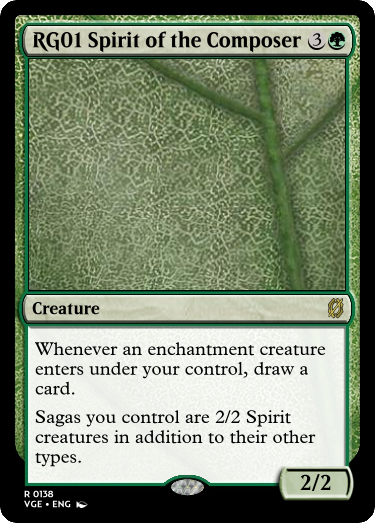 RG01 Spirit of the Composer 3
Creature
Whenever an enchantment creature
enters under your control, draw a
card.
Sagas you control are 2/2 Spirit
creatures in addition to their other
types.
2/2
R 0138
VGE • ENG